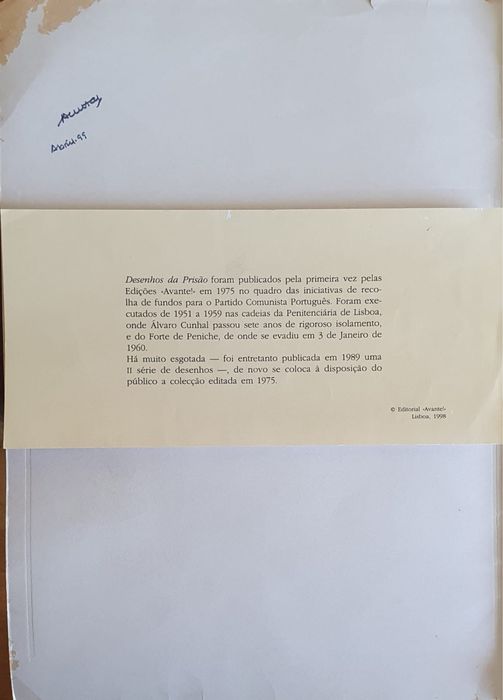 Abril.99
Desenhos da Prisão foram publicados pela primeira vez pelas
Edições «Avante!» em 1975 no quadro das iniciativas de reco-
lha de fundos para o Partido Comunista Português. Foram exe-
cutados de 1951 a 1959 nas cadeias da Penitenciária de Lisboa,
onde Álvaro Cunhal passou sete anos de rigoroso isolamento,
e do Forte de Peniche, de onde se evadiu em 3 de Janeiro de
1960.
Há muito esgotada — foi entretanto publicada em 1989 uma
II série de desenhos —, de novo se coloca à disposição do
público a colecção editada em 1975.
© Editorial «Avante!»
Lisboa, 1998